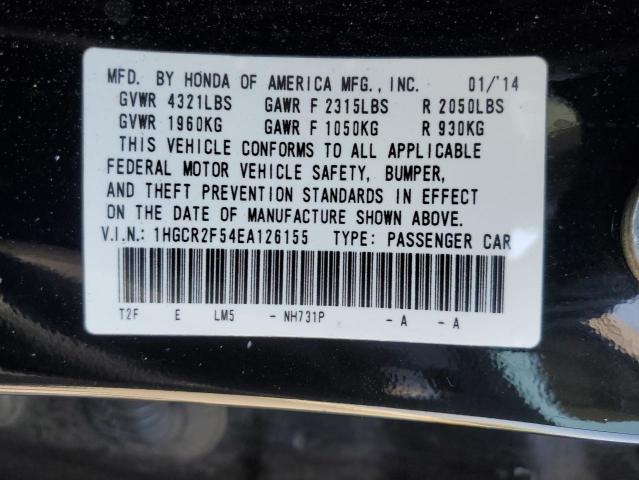 MFD. BY HONDA OF AMERICA MFG., INC. 01/'14
GVWR 4321LBS GAWR F 2315LBS R 2050LBS
GVWR 1960KG GAWR F 1050KG R 930KG
THIS VEHICLE CONFORMS TO ALL APPLICABLE
FEDERAL MOTOR VEHICLE SAFETY, BUMPER,
AND THEFT PREVENTION STANDARDS IN EFFECT
ON THE DATE OF MANUFACTURE SHOWN ABOVE.
V.I.N.: 1HGCR2F54EA126155 TYPE: PASSENGER CAR
T2F E LM5 - NH731P - A - A